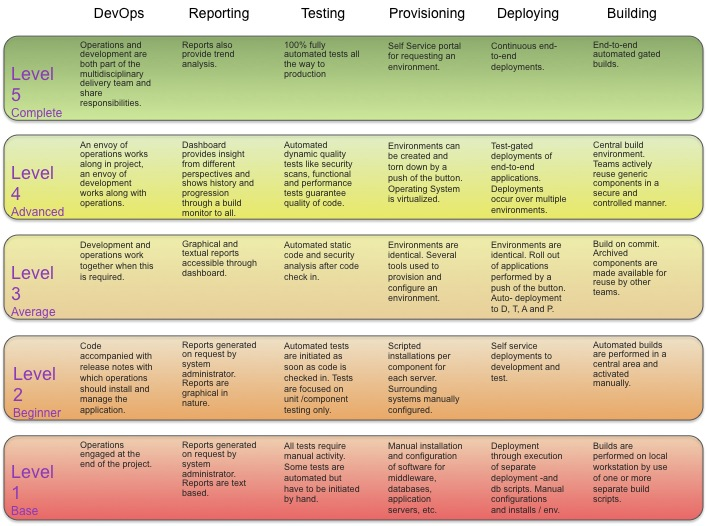 DevOps Reporting Testing Provisioning Deploying Building
Level
5
Complete
Operations and
development are
both part of the
multidisciplinary
delivery team and
share
responsibilities.
Reports also
provide trend
analysis.
100% fully
automated tests all
the way to
production
Self Service portal
for requesting an
environment.
Continuous end-
to-end
deployments.
End-to-end
automated gated
builds.
Level
4
Advanced
An envoy of
operations works
along in project,
an envoy of
development
works along with
operations.
Dashboard
provides insight
from different
perspectives and
shows history and
progression
through a build
monitor to all.
Automated
dynamic quality
tests like security
scans, functional
and performance
tests guarantee
quality of code.
Environments can
be created and
torn down by a
push of the button.
Operating System
is virtualized.
Test-gated
deployments of
end-to-end
applications.
Deployments
occur over multiple
environments.
Central build
environment.
Teams actively
reuse generic
components in a
secure and
controlled manner.
Level
3
Average
Development and
operations work
together when this
is required.
Graphical and
textual reports
accessible through
dashboard.
Automated static
code and security
analysis after code
check in.
Environments are
identical. Several
tools used to
provision and
configure an
environment.
Environments are
identical. Roll out
of applications
performed by a
push of the button.
Auto- deployment
to D, T, A and P.
Build on commit.
Archived
components are
made available for
reuse by other
teams.
Level
2
Beginner
Code
accompanied with
release notes with
which operations
should install and
manage the
application.
Reports generated
on request by
system
administrator.
Reports are
graphical in
nature.
Automated tests
are initiated as
soon as code is
checked in. Tests
are focused on
unit /component
testing only.
Scripted
installations per
component for
each server.
Surrounding
systems manually
configured.
Self service
deployments to
development and
test.
Automated builds
are performed in a
central area and
activated
manually.
Level
1
Base
Operations
engaged at the
end of the project.
Reports generated
on request by
system
administrator.
Reports are text
based.
All tests require
manual activity.
Some tests are
automated but
have to be initiated
by hand.
Manual installation
and configuration
of software for
middleware,
databases,
application
servers, etc.
Deployment
through execution
of separate
deployment -and
db scripts. Manual
configurations
and installs / env.
Builds are
performed on local
workstation by use
of one or more
separate build
scripts.